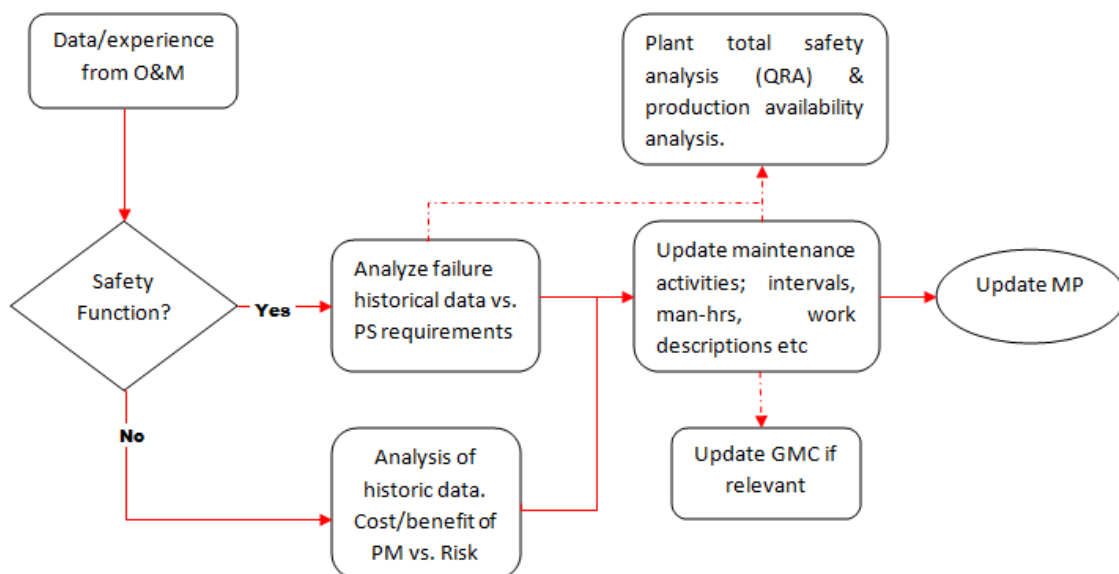 Data/experience
from O&M
Plant total safety
analysis (QRA) &
production availability
analysis.
Safety
Function?
Yes
Analyze failure
historical data vs.
PS requirements
Update maintenance
activities; intervals,
man-hrs, work
descriptions etc
Update MP
No
Analysis of
historic data.
Cost/benefit of
PM vs. Risk
Update GMC if
relevant